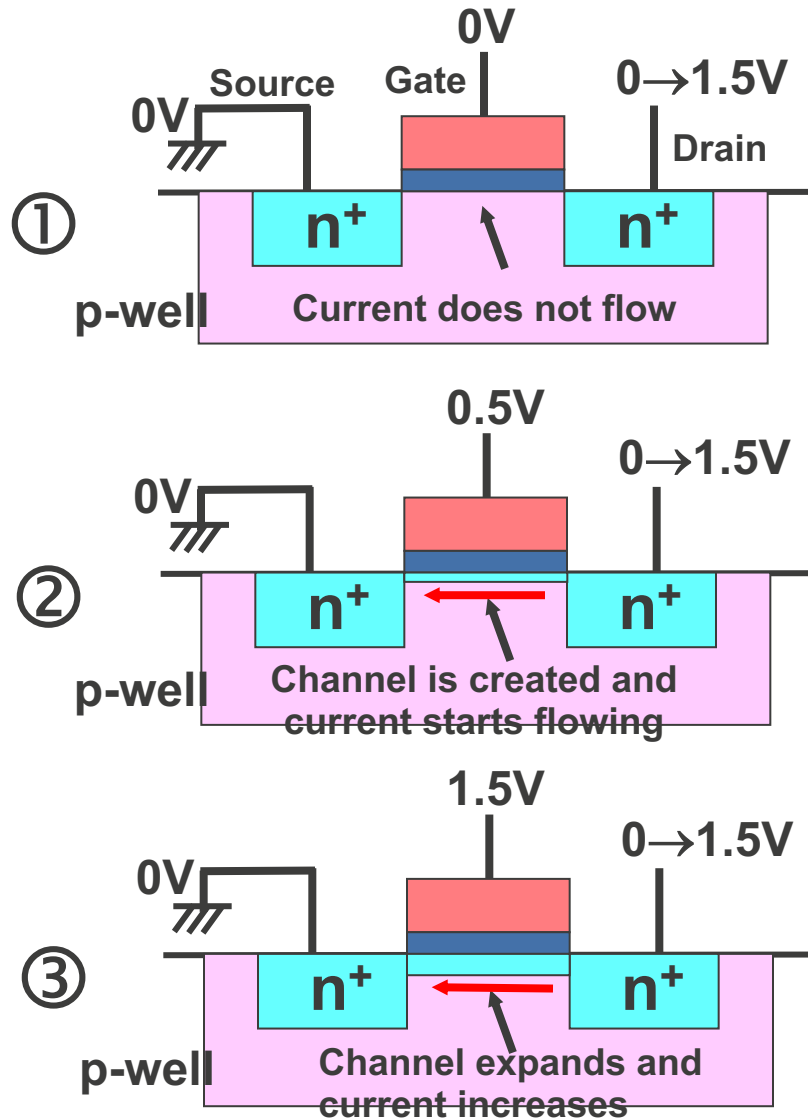 0V
Source
Gate
0→1.5V
0V
Drain
①
n⁺
n⁺
p-well
Current does not flow
0.5V
0→1.5V
0V
②
n⁺
n⁺
p-well
Channel is created and
current starts flowing
1.5V
0→1.5V
0V
③
n⁺
n⁺
p-well
Channel expands and
current increases